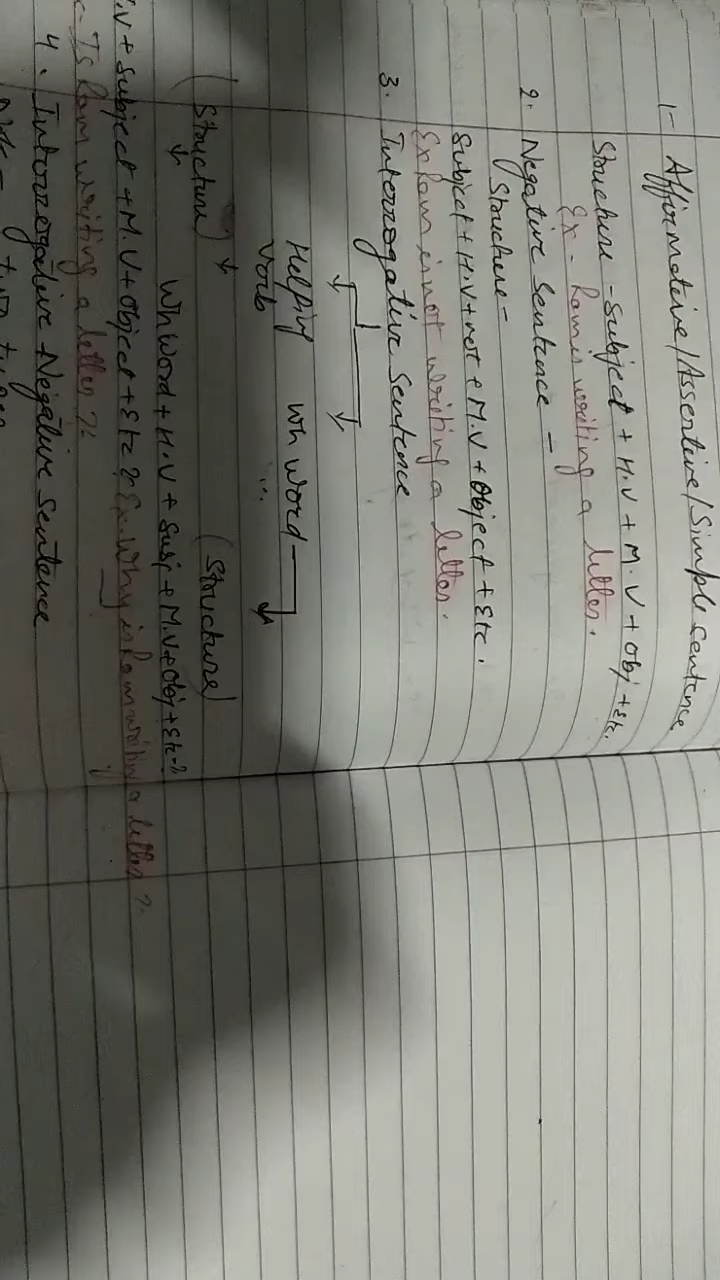 1- Affirmative/Assertive/Simple sentence
Structure - Subject + H.V + M.V + Obj + Etc.
Ex - Ram is writing a letter.
2. Negative sentence -
Structure -
Subject + H.V + not + M.V + Object + Etc.
Ex Ram is not writing a letter.
3. Interrogative sentence
Helping wh word
verb
(Structure) (Structure)
Wh word + H.V + Subj + M.V + Obj + Etc-?
.V + Subject + M.V + Object + Etc? Ex- Why is Ram writing a letter?
Is Ram writing a letter?
4. Interrogative Negative sentence